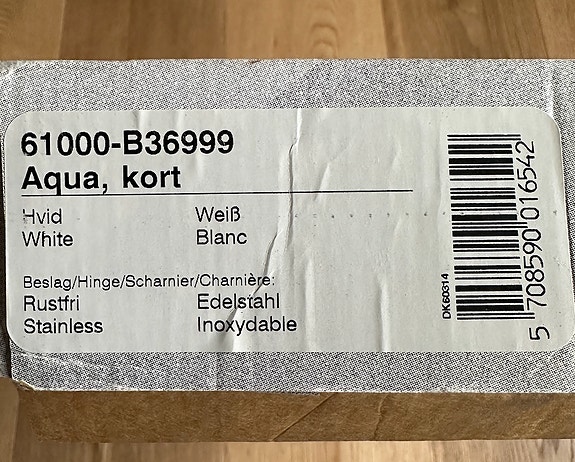 61000-B36999
Aqua, kort
Hvid Weiß
White Blanc
Beslag/Hinge/Scharnier/Charnière:
Rustfri Edelstahl
Stainless Inoxydable
DK60314
5 708590 016542